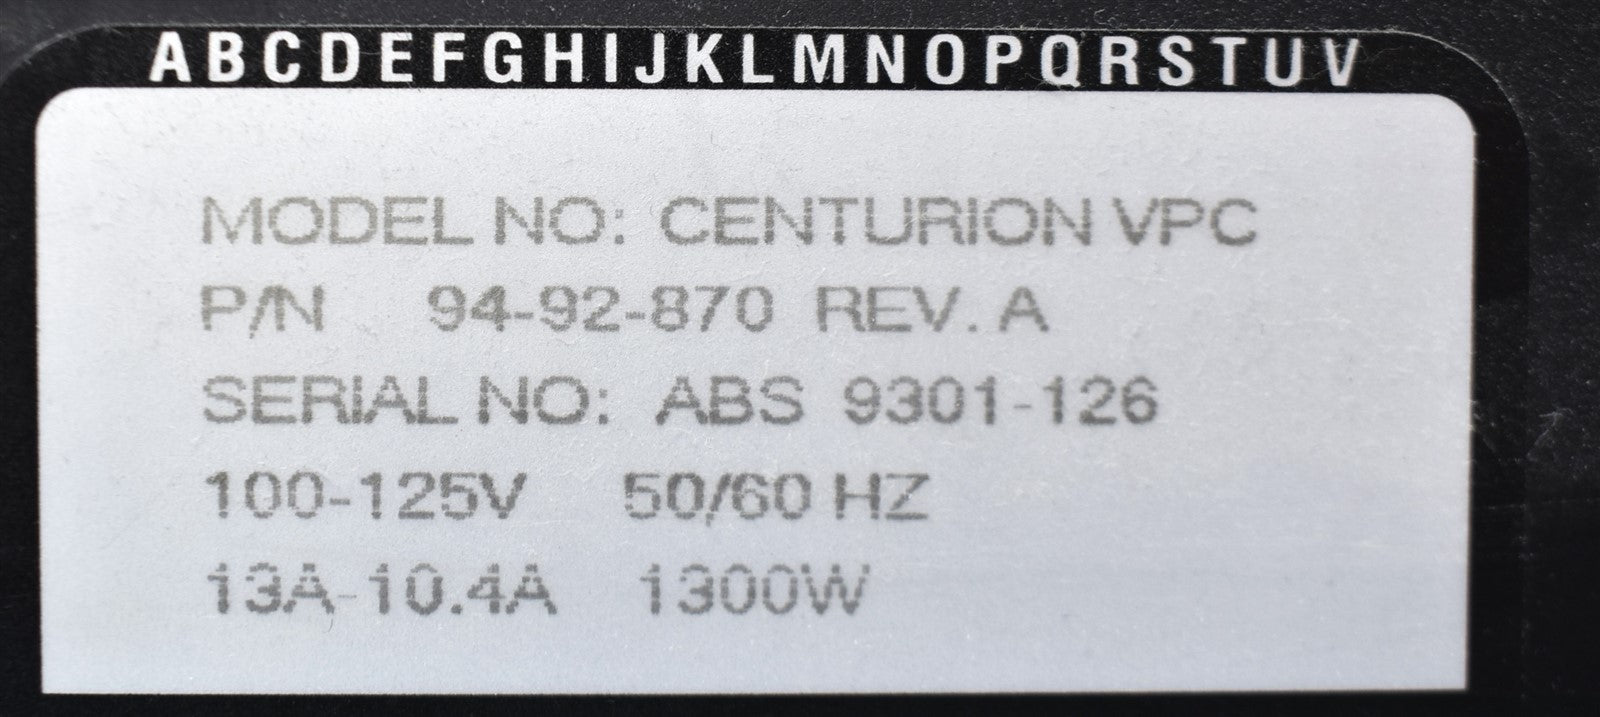 ABCDEFGHIJKLMNOPQRSTUV
MODEL NO: CENTURION VPC
P/N 94-92-870 REV. A
SERIAL NO: ABS 9301-126
100-125V 50/60 HZ
13A-10.4A 1300W